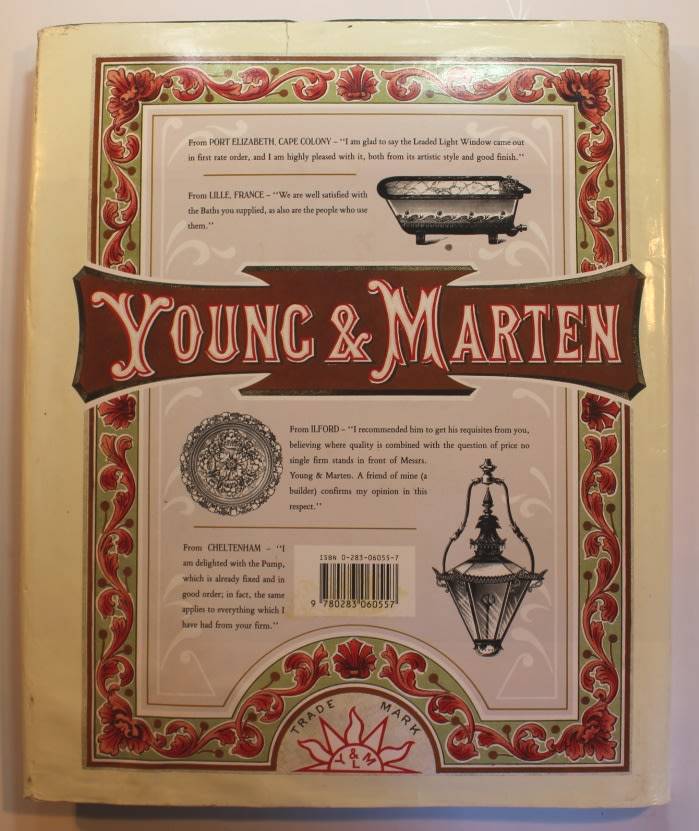 From PORT ELIZABETH, CAPE COLONY – "I am glad to say the Leaded Light Window came out
in first rate order, and I am highly pleased with it, both from its artistic style and good finish."
From LILLE, FRANCE – "We are well satisfied with
the Baths you supplied, as also are the people who use
them."
YOUNG & MARTEN
From ILFORD – "I recommended him to get his requisites from you,
believing where quality is combined with the question of price no
single firm stands in front of Messrs.
Young & Marten. A friend of mine (a
builder) confirms my opinion in this
respect."
From CHELTENHAM – "I
am delighted with the Pump,
which is already fixed and in
good order; in fact, the same
applies to everything which I
have had from your firm."
ISBN 0-283-06055-7
9 780283 060557
TRADE MARK
Y & M
L